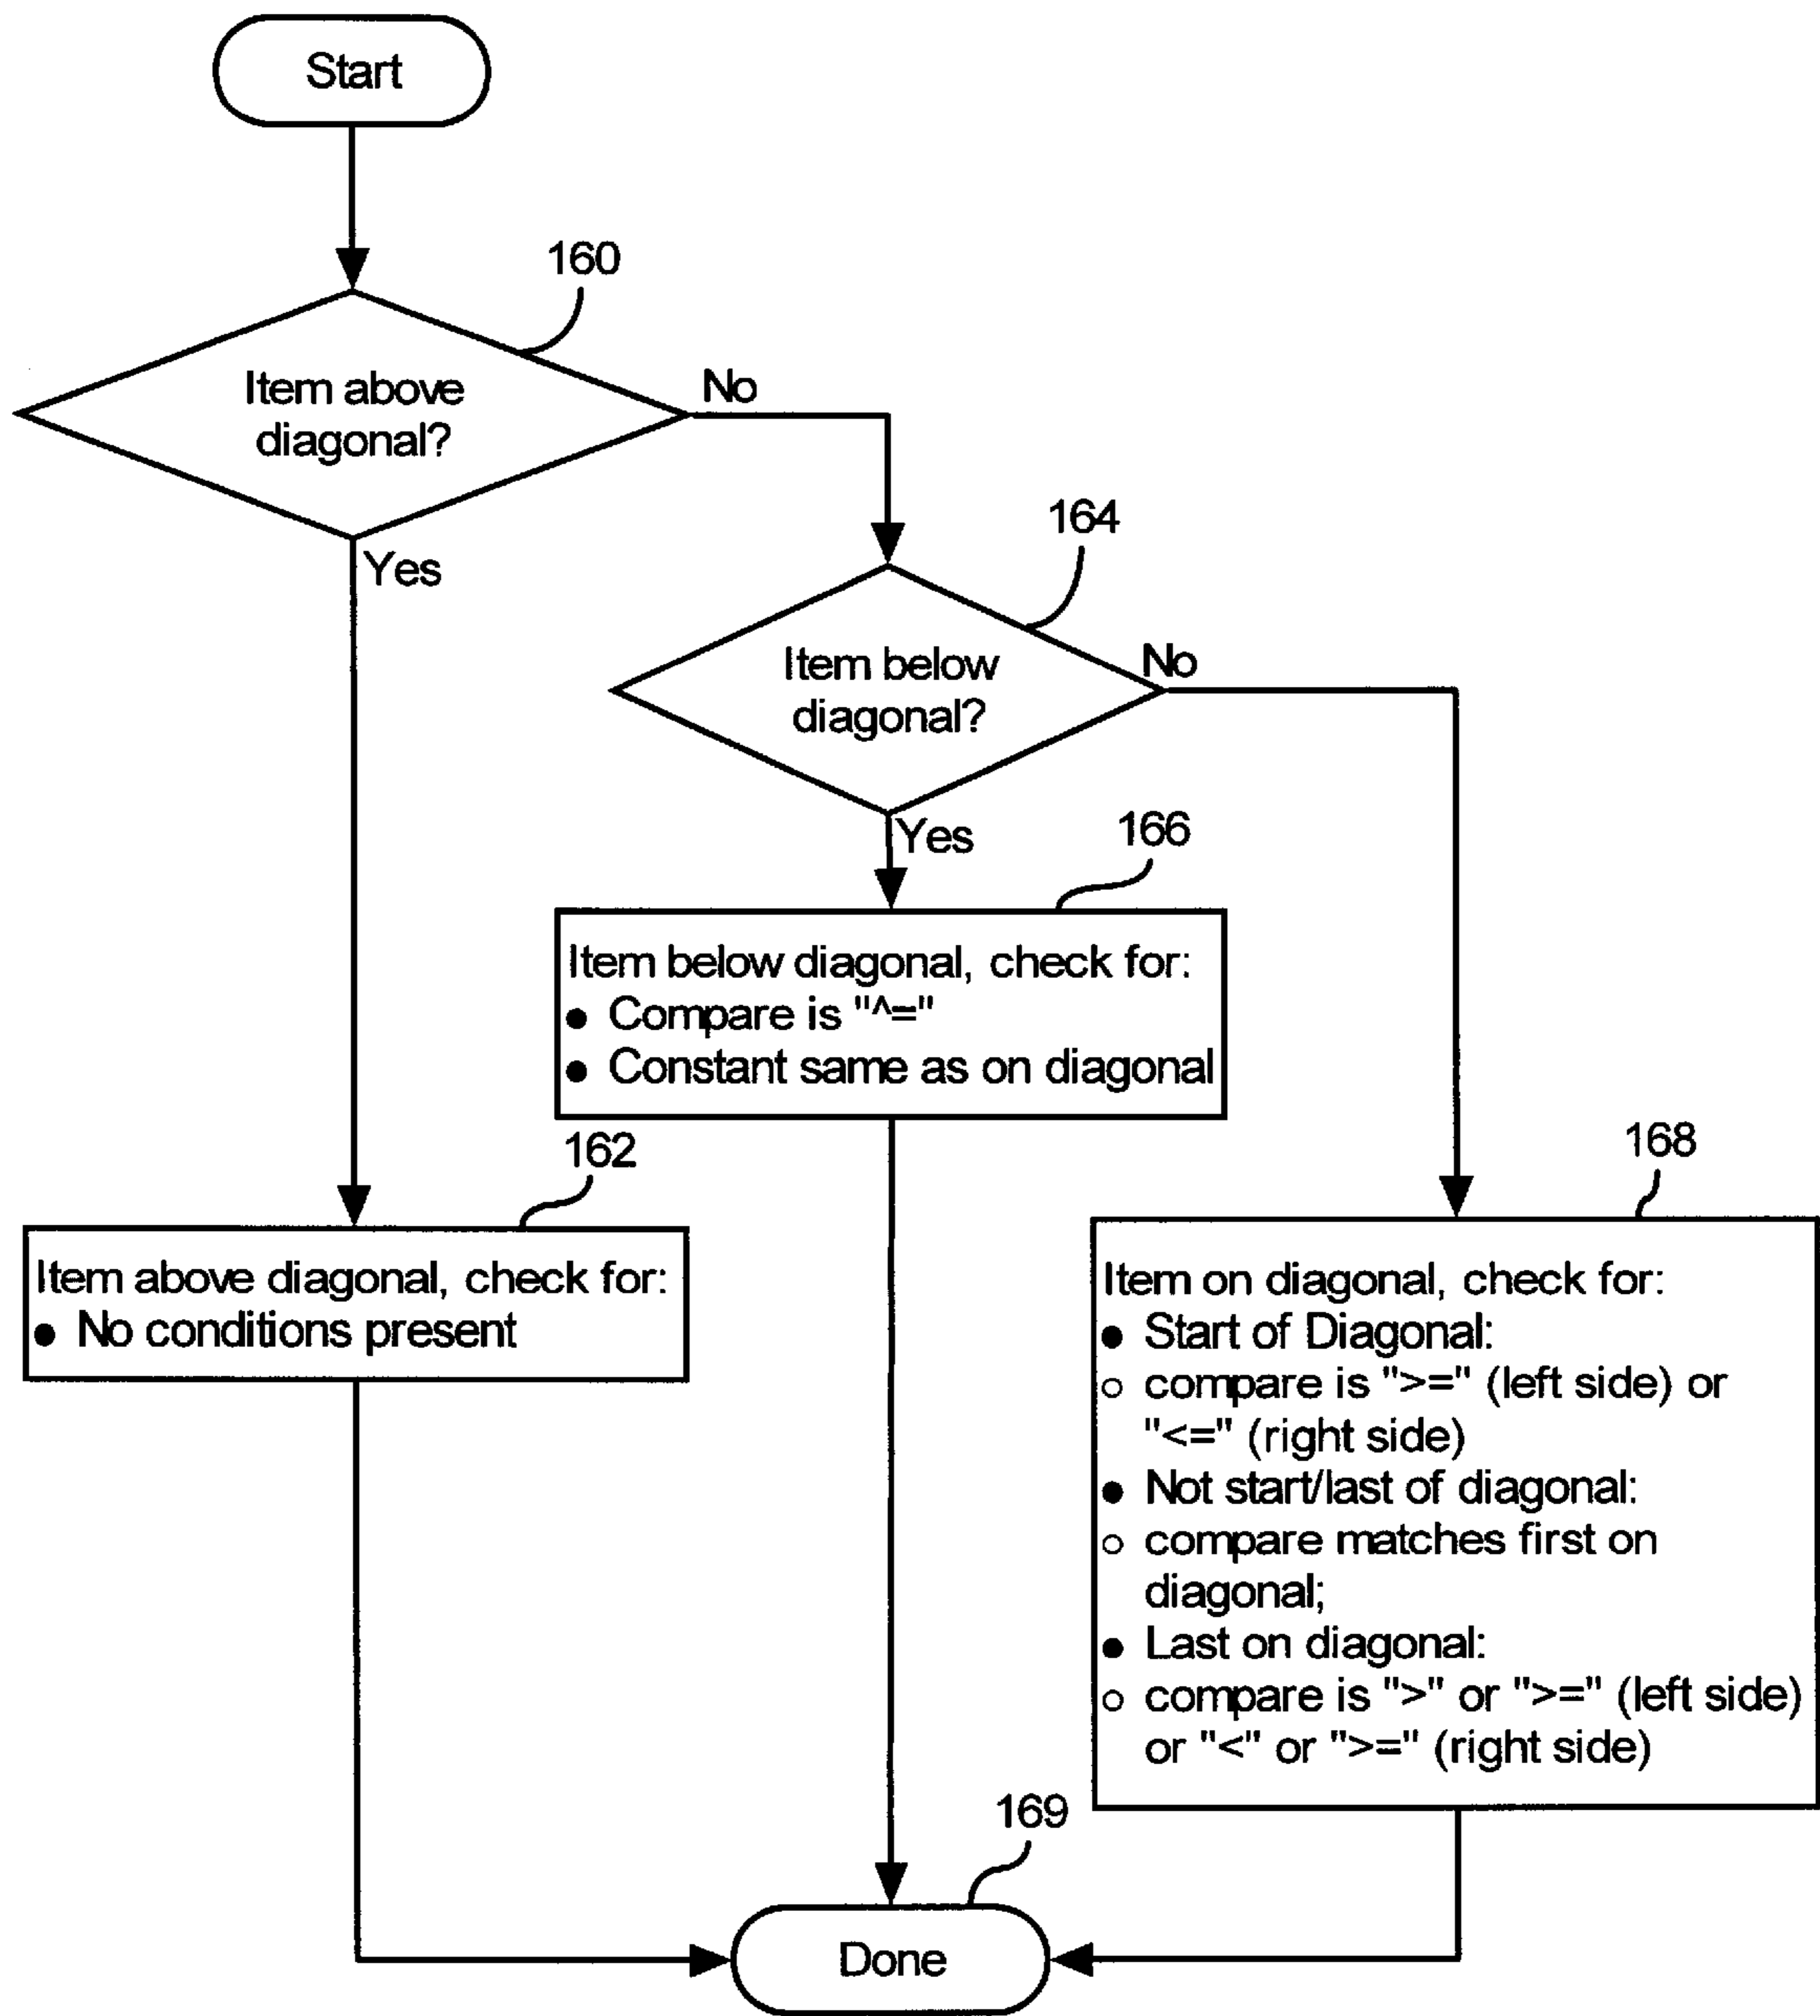 Start
160
Item above
diagonal?
No
Yes
164
Item below
diagonal?
No
Yes
166
Item below diagonal, check for:
● Compare is "^="
● Constant same as on diagonal
162
Item above diagonal, check for:
● No conditions present
168
Item on diagonal, check for:
● Start of Diagonal:
○ compare is ">=" (left side) or
"<=" (right side)
● Not start/last of diagonal:
○ compare matches first on
diagonal;
● Last on diagonal:
○ compare is ">" or ">=" (left side)
or "<" or ">=" (right side)
169
Done